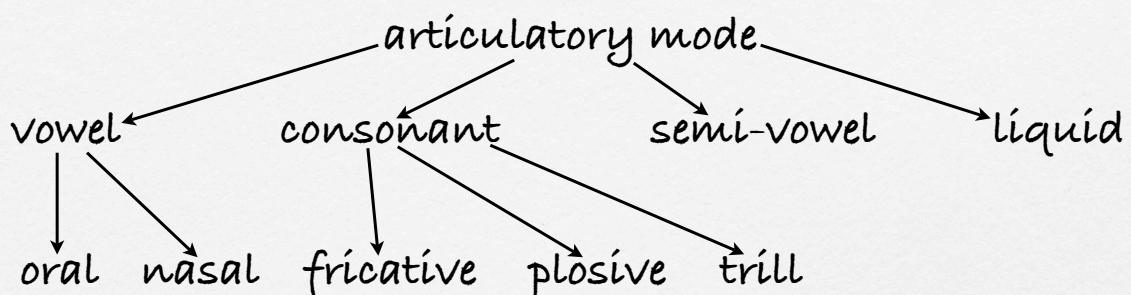 articulatory mode
vowel consonant semi-vowel liquid
oral nasal fricative plosive trill